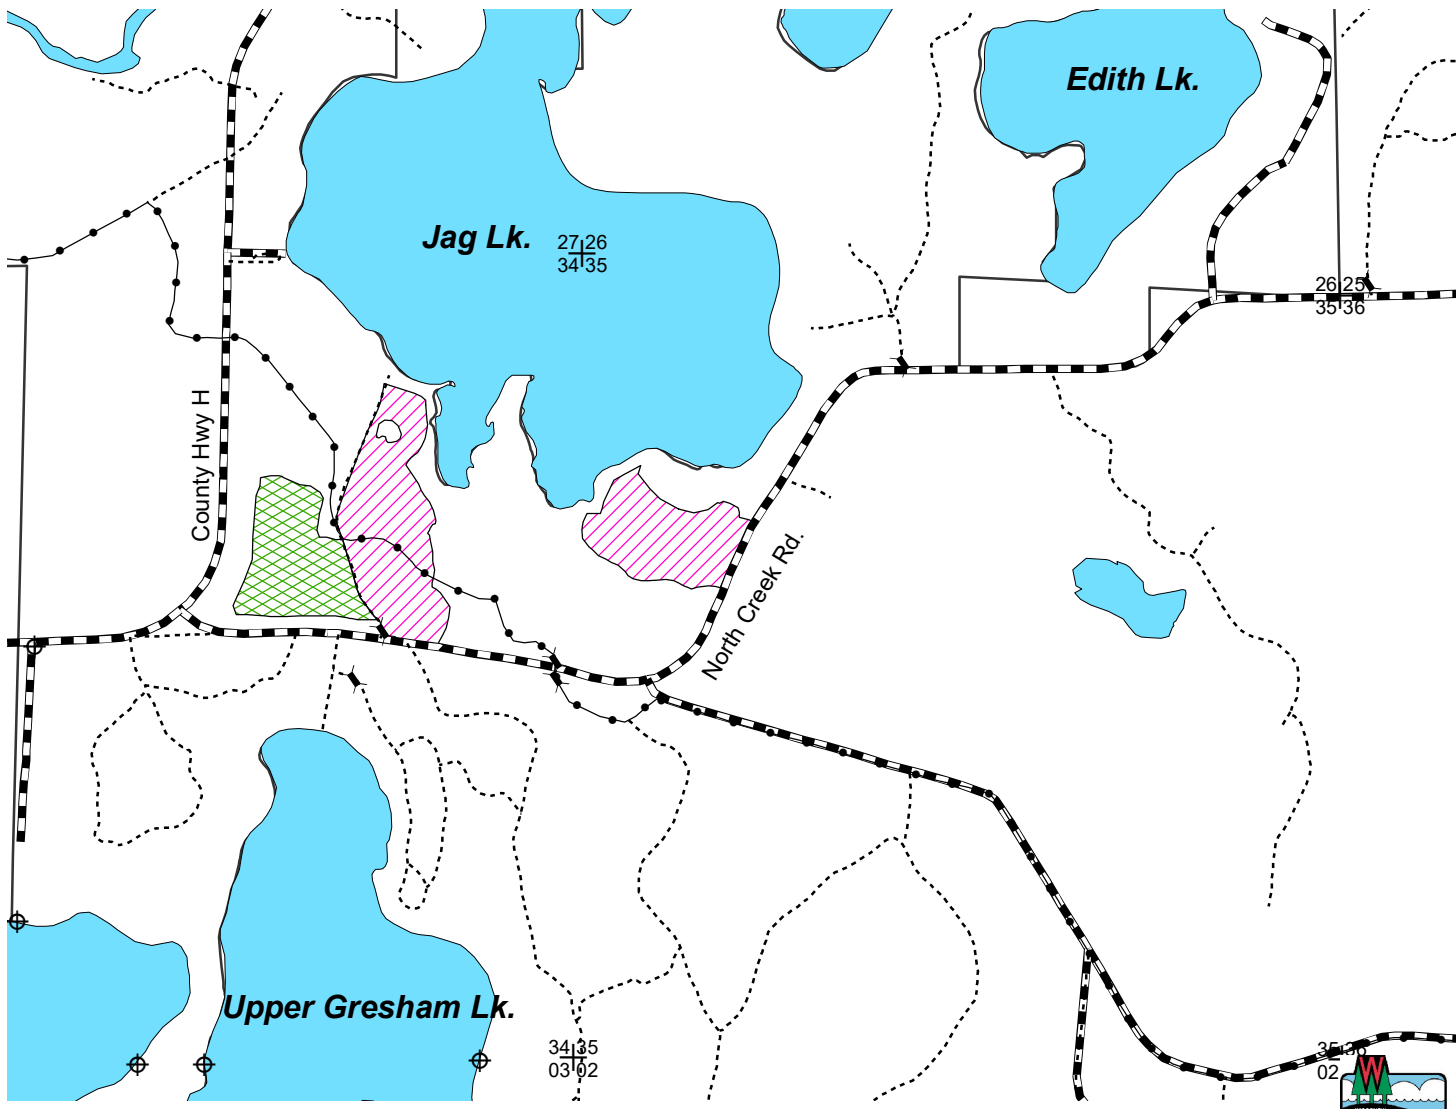 Edith Lk.
Jag Lk.
27 26
34 35
26 25
35 36
County Hwy H
North Creek Rd.
Upper Gresham Lk.
34 35
03 02
35 36
02
W